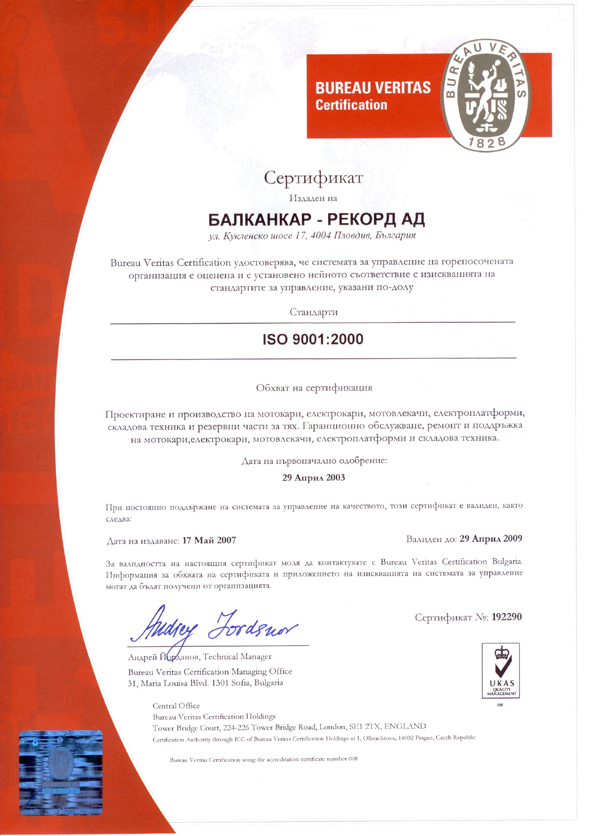 BUREAU VERITAS
Certification
BUREAU VERITAS
1828
Сертификат
Издаден на
БАЛКАНКАР - РЕКОРД АД
ул. Кукленско шосе 17, 4004 Пловдив, България
Bureau Veritas Certification удостоверява, че системата за управление на горепосочената
организация е оценена и е установено нейното съответствие с изискванията на
стандартите за управление, указани по-долу
Стандарти
ISO 9001:2000
Обхват на сертификация
Проектиране и производство на мотокари, електрокари, мотовлекачи, електроплатформи,
складова техника и резервни части за тях. Гаранционно обслужване, ремонт и поддръжка
на мотокари,електрокари, мотовлекачи, електроплатформи и складова техника.
Дата на първоначално одобрение:
29 Април 2003
При постоянно поддържане на системата за управление на качеството, този сертификат е валиден, както
следва:
Дата на издаване: 17 Май 2007
Валиден до: 29 Април 2009
За валидността на настоящия сертификат моля да контактувате с Bureau Veritas Certification Bulgaria.
Информация за обхвата на сертификата и приложението на изискванията на системата за управление
могат да бъдат получени от организацията.
Сертификат №: 192290
Andrey Jordanov
Андрей Йорданов, Technical Manager
Bureau Veritas Certification Managing Office
31, Maria Louisa Blvd. 1301 Sofia, Bulgaria
UKAS
QUALITY
MANAGEMENT
008
Central Office
Bureau Veritas Certification Holdings
Tower Bridge Court, 224-226 Tower Bridge Road, London, SE1 2TX, ENGLAND
Certification Authority through ICC of Bureau Veritas Certification Holdings at 1, Olbrachtova, 14002 Prague, Czech Republic
Bureau Veritas Certification using the accreditation certificate number 008